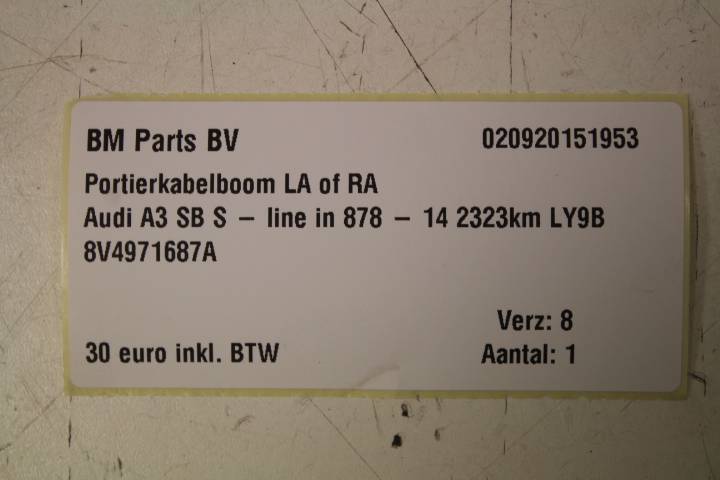 BM Parts BV 020920151953
Portierkabelboom LA of RA
Audi A3 SB S – line in 878 – 14 2323km LY9B
8V4971687A
Verz: 8
30 euro inkl. BTW Aantal: 1